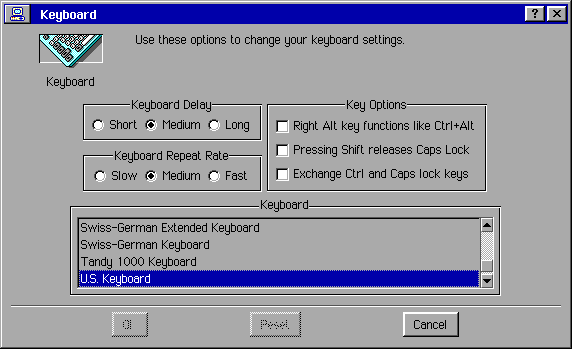 Keyboard
Use these options to change your keyboard settings.
Keyboard
Keyboard Delay
Short Medium Long
Keyboard Repeat Rate
Slow Medium Fast
Key Options
Right Alt key functions like Ctrl+Alt
Pressing Shift releases Caps Lock
Exchange Ctrl and Caps lock keys
Keyboard
Swiss-German Extended Keyboard
Swiss-German Keyboard
Tandy 1000 Keyboard
U.S. Keyboard
Reset Cancel